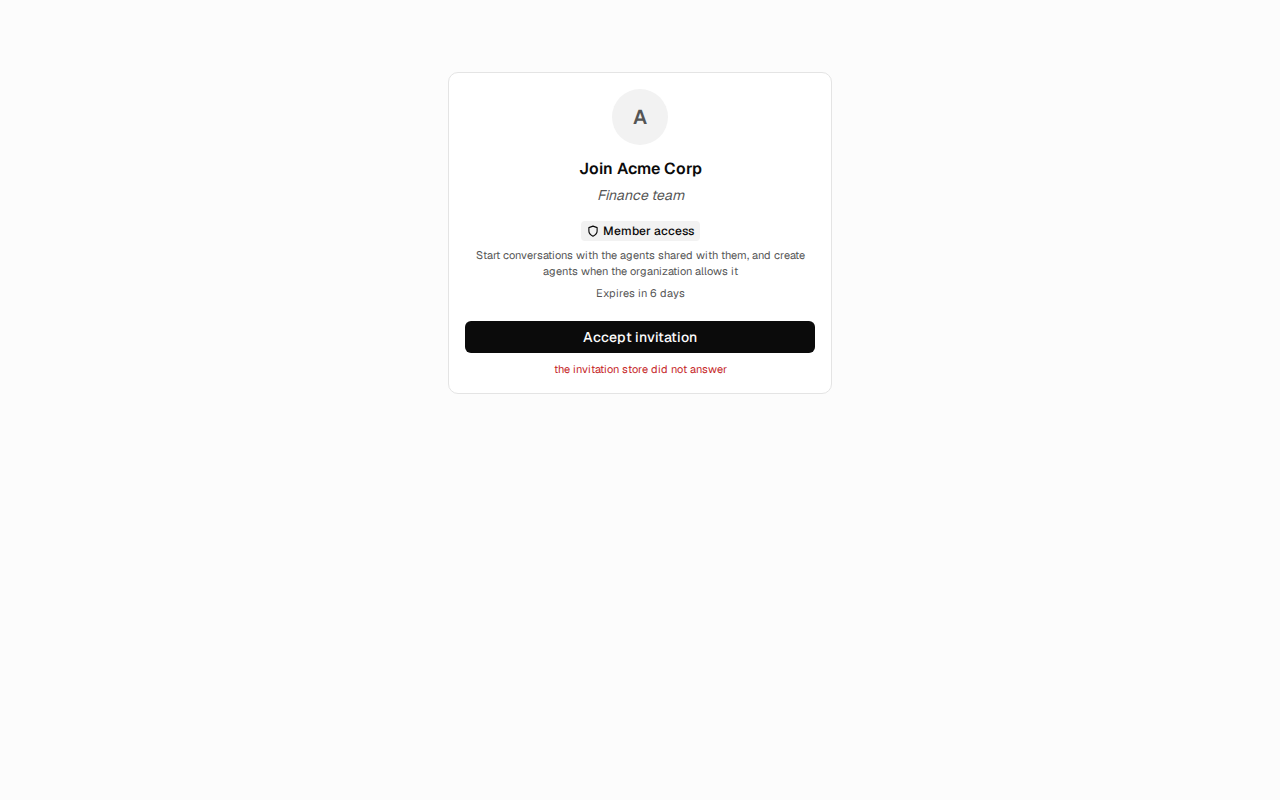 A
Join Acme Corp
Finance team
Member access
Start conversations with the agents shared with them, and create
agents when the organization allows it
Expires in 6 days
Accept invitation
the invitation store did not answer